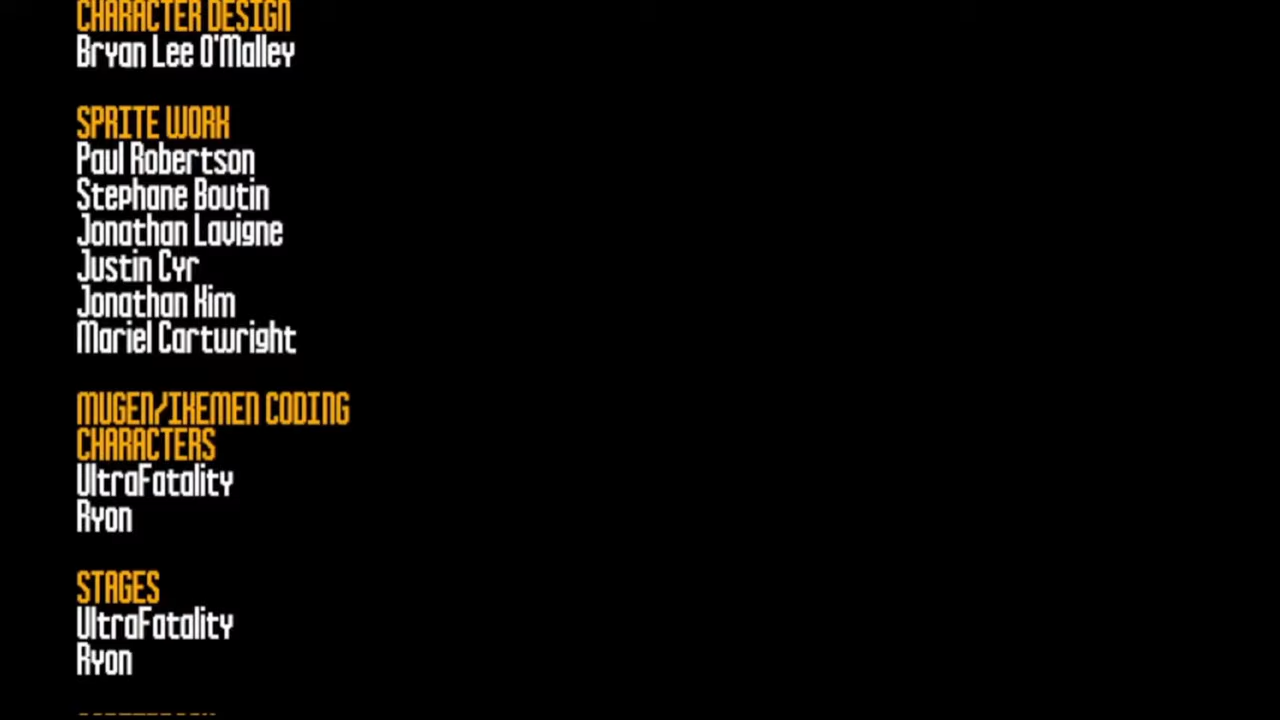 CHARACTER DESIGN
Bryan Lee O'Malley
SPRITE WORK
Paul Robertson
Stephane Boutin
Jonathan Lavigne
Justin Cyr
Jonathan Kim
Mariel Cartwright
MUGEN/IKEMEN CODING
CHARACTERS
UltraFatality
Ryon
STAGES
UltraFatality
Ryon